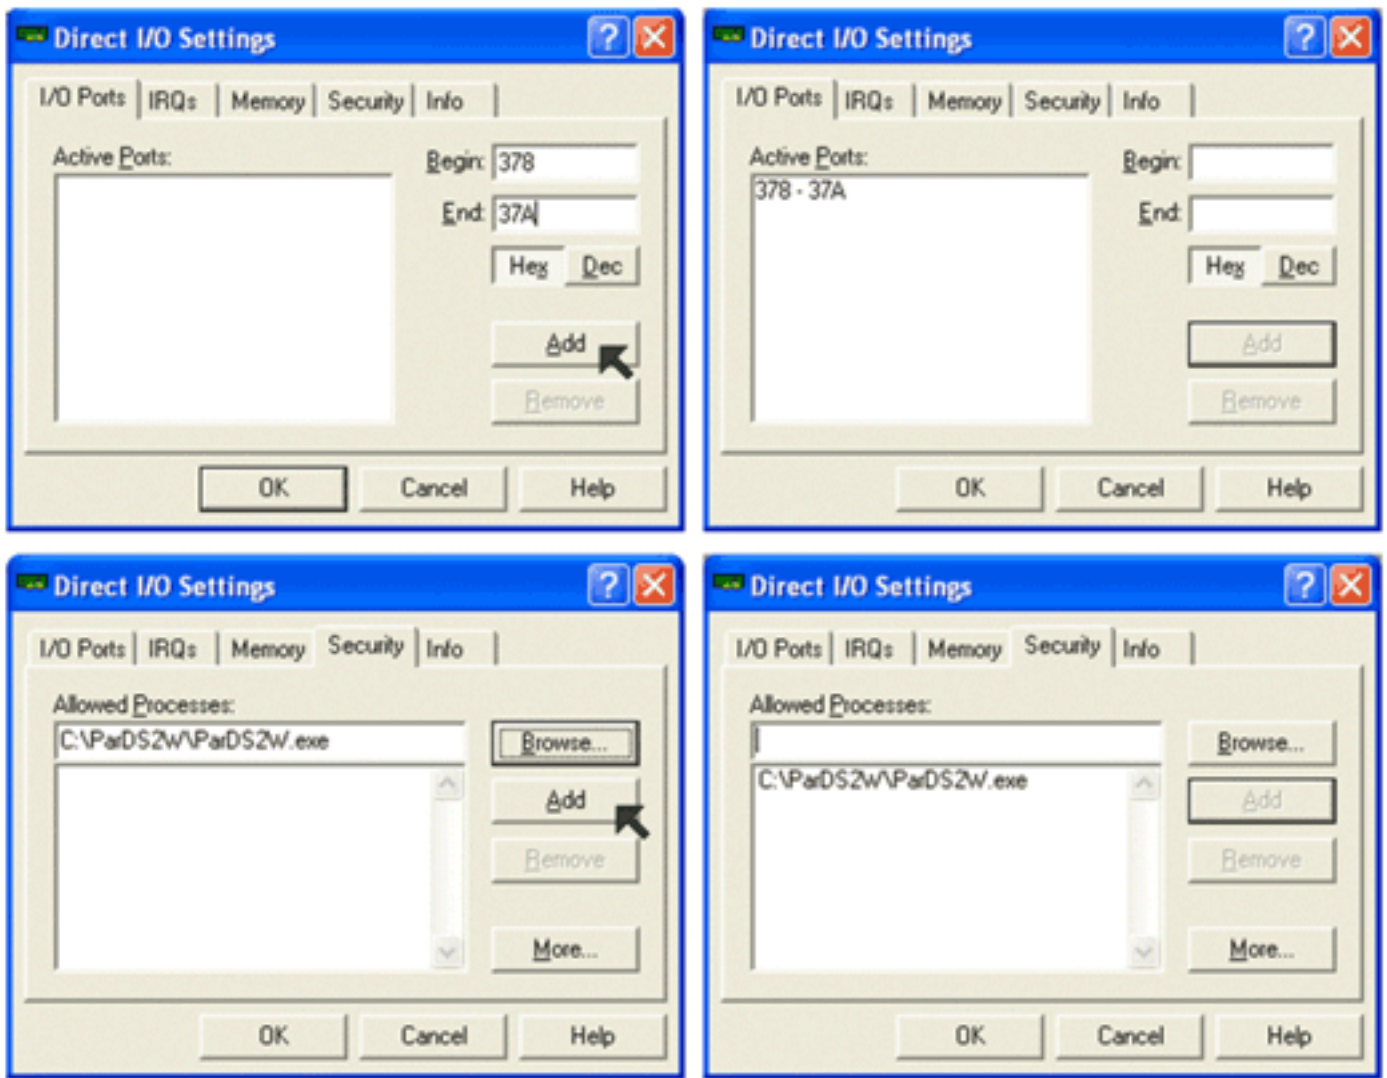 Direct I/O Settings
I/O Ports IRQs Memory Security Info
Active Ports:
Begin: 378
End: 37A
Hex Dec
Add
Remove
OK Cancel Help
Direct I/O Settings
I/O Ports IRQs Memory Security Info
Active Ports:
378 - 37A
Begin:
End:
Hex Dec
Add
Remove
OK Cancel Help
Direct I/O Settings
I/O Ports IRQs Memory Security Info
Allowed Processes:
C:\ParDS2W\ParDS2W.exe
Browse...
Add
Remove
More...
OK Cancel Help
Direct I/O Settings
I/O Ports IRQs Memory Security Info
Allowed Processes:
Browse...
C:\ParDS2W\ParDS2W.exe
Add
Remove
More...
OK Cancel Help